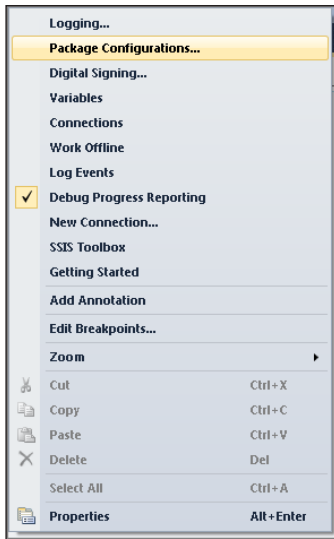 Logging...
Package Configurations...
Digital Signing...
Variables
Connections
Work Offline
Log Events
Debug Progress Reporting
New Connection...
SSIS Toolbox
Getting Started
Add Annotation
Edit Breakpoints...
Zoom
Cut Ctrl+X
Copy Ctrl+C
Paste Ctrl+V
Delete Del
Select All Ctrl+A
Properties Alt+Enter